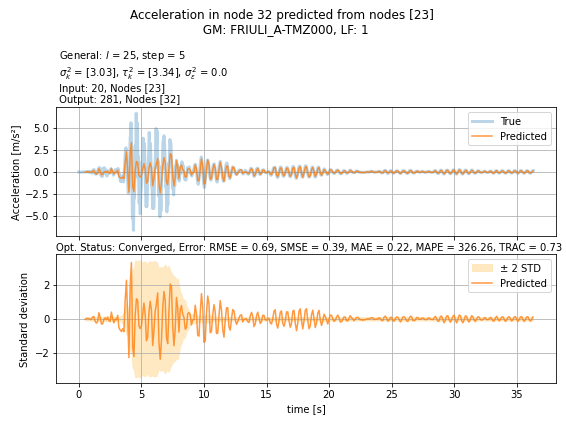 Acceleration in node 32 predicted from nodes [23]
GM: FRIULI_A-TMZ000, LF: 1
General: l = 25, step = 5
σ²ₖ = [3.03], τ²ₖ = [3.34], σ²ₑ = 0.0
Input: 20, Nodes [23]
Output: 281, Nodes [32]
Acceleration [m/s²]
5.0
2.5
0.0
−2.5
−5.0
True
Predicted
Opt. Status: Converged, Error: RMSE = 0.69, SMSE = 0.39, MAE = 0.22, MAPE = 326.26, TRAC = 0.73
Standard deviation
2
0
−2
± 2 STD
Predicted
0 5 10 15 20 25 30 35
time [s]